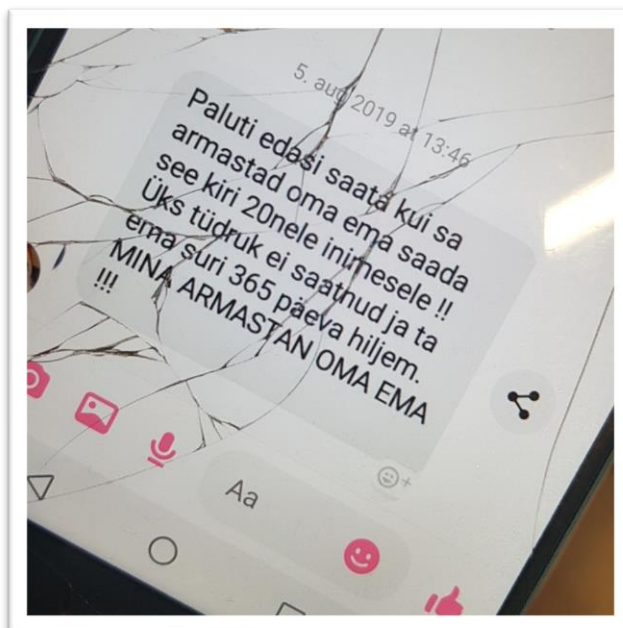 5. aug 2019 at 13:46
Paluti edasi saata kui sa
armastad oma ema saada
see kiri 20nele inimesele !!
Üks tüdruk ei saatnud ja ta
ema suri 365 päeva hiljem.
MINA ARMASTAN OMA EMA
!!!
Aa